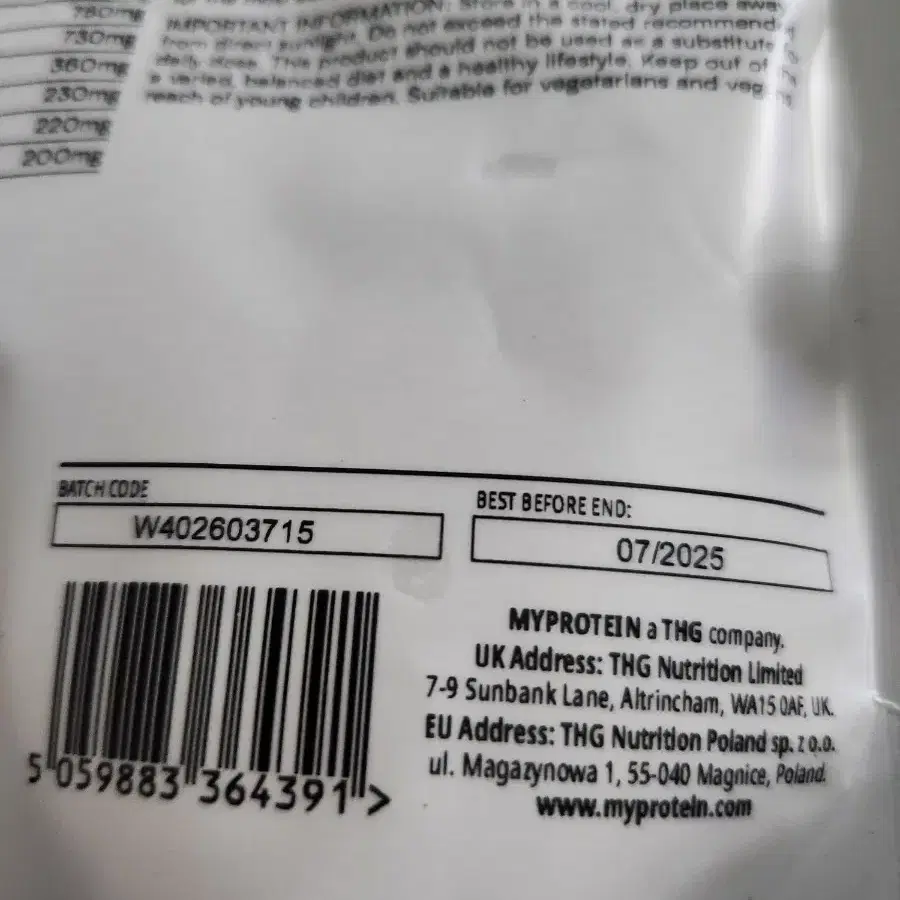 780mg
730mg
360mg
230mg
220mg
200mg
IMPORTANT INFORMATION: Store in a cool, dry place away
from direct sunlight. Do not exceed the stated recommend
daily dose. This product should not be used as a substitute
a varied, balanced diet and a healthy lifestyle. Keep out of
reach of young children. Suitable for vegetarians and veg
BATCH CODE
W402603715
BEST BEFORE END:
07/2025
5 059883 364391 >
MYPROTEIN a THG company.
UK Address: THG Nutrition Limited
7-9 Sunbank Lane, Altrincham, WA15 0AF, UK.
EU Address: THG Nutrition Poland sp. z o.o.
ul. Magazynowa 1, 55-040 Magnice, Poland.
www.myprotein.com